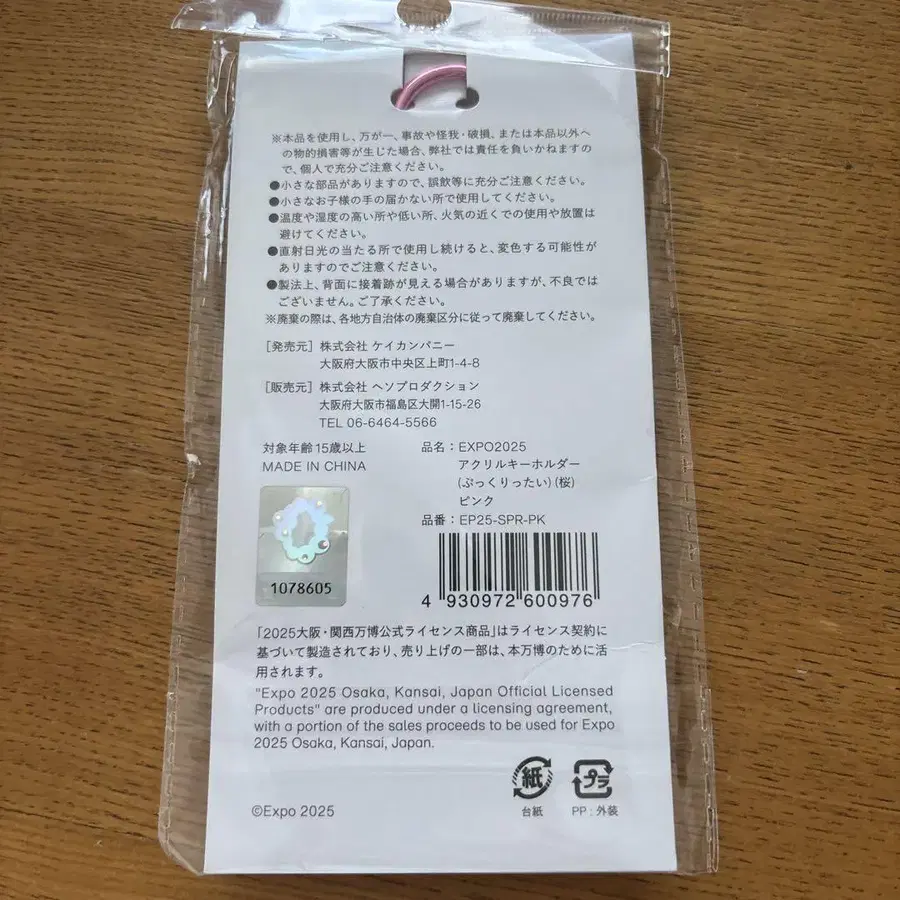 ※本品を使用し、万が一、事故や怪我・破損、または本品以外へ
の物的損害等が生じた場合、弊社では責任を負いかねますの
で、個人で充分ご注意ください。
●小さな部品がありますので、誤飲等に充分ご注意ください。
●小さなお子様の手の届かない所で使用してください。
●温度や湿度の高い所や低い所、火気の近くでの使用や放置は
避けてください。
●直射日光の当たる所で使用し続けると、変色する可能性が
ありますのでご注意ください。
●製法上、背面に接着跡が見える場合がありますが、不良では
ございません。ご了承ください。
※廃棄の際は、各地方自治体の廃棄区分に従って廃棄してください。
[発売元] 株式会社 ケイカンパニー
大阪府大阪市中央区上町1-4-8
[販売元] 株式会社 ヘソプロダクション
大阪府大阪市福島区大開1-15-26
TEL 06-6464-5566
対象年齢15歳以上
MADE IN CHINA
品名：EXPO2025
アクリルキーホルダー
(ぷっくりったい)(桜)
ピンク
品番：EP25-SPR-PK
1078605
4 930972 600976
「2025大阪・関西万博公式ライセンス商品」はライセンス契約に
基づいて製造されており、売り上げの一部は、本万博のために活
用されます。
"Expo 2025 Osaka, Kansai, Japan Official Licensed
Products" are produced under a licensing agreement,
with a portion of the sales proceeds to be used for Expo
2025 Osaka, Kansai, Japan.
紙
台紙
プラ
PP：外装
©Expo 2025